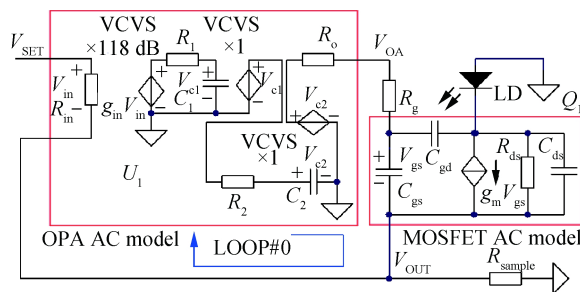 VCVS
×118 dB
VCVS
×1
V_SET
R_1
R_o
V_OA
V_in
R_in
g_in V_in
V_c1
C_1
V_c1
V_c2
R_g
LD
Q_1
VCVS
×1
U_1
R_2
C_2
V_c2
V_gs
C_gs
C_gd
g_m V_gs
R_ds
C_ds
OPA AC model
LOOP#0
MOSFET AC model
V_OUT
R_sample